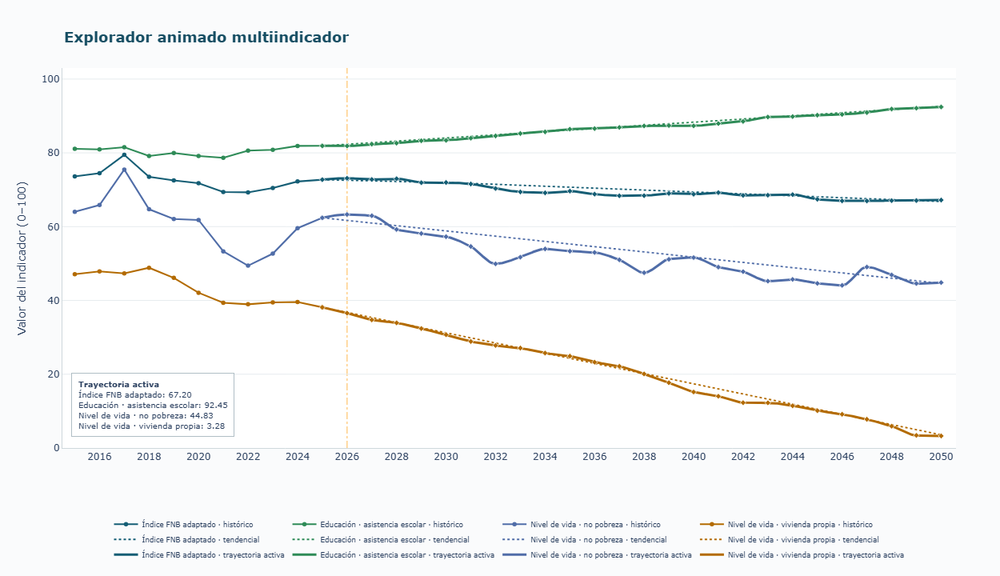 Explorador animado multiindicador
Valor del indicador (0−100)
100
80
60
40
20
0
Trayectoria activa
Índice FNB adaptado: 67.20
Educación · asistencia escolar: 92.45
Nivel de vida · no pobreza: 44.83
Nivel de vida · vivienda propia: 3.28
2016 2018 2020 2022 2024 2026 2028 2030 2032 2034 2036 2038 2040 2042 2044 2046 2048 2050
Índice FNB adaptado · histórico Educación · asistencia escolar · histórico Nivel de vida · no pobreza · histórico Nivel de vida · vivienda propia · histórico
Índice FNB adaptado · tendencial Educación · asistencia escolar · tendencial Nivel de vida · no pobreza · tendencial Nivel de vida · vivienda propia · tendencial
Índice FNB adaptado · trayectoria activa Educación · asistencia escolar · trayectoria activa Nivel de vida · no pobreza · trayectoria activa Nivel de vida · vivienda propia · trayectoria activa